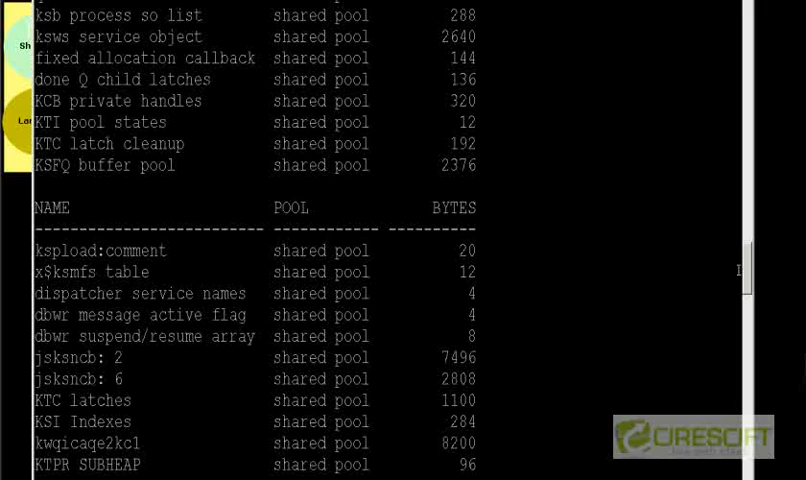 ksb process so list shared pool 288
ksws service object shared pool 2640
fixed allocation callback shared pool 144
done Q child latches shared pool 136
KCB private handles shared pool 320
KTI pool states shared pool 12
KTC latch cleanup shared pool 192
KSFQ buffer pool shared pool 2376
NAME POOL BYTES
------------------------ ------------ ----------
kspload:comment shared pool 20
x$ksmfs table shared pool 12
dispatcher service names shared pool 4
dbwr message active flag shared pool 4
dbwr suspend/resume array shared pool 8
jsksncb: 2 shared pool 7496
jsksncb: 6 shared pool 2808
KTC latches shared pool 1100
KSI Indexes shared pool 284
kwqicaqe2kc1 shared pool 8200
KTPR SUBHEAP shared pool 96
Sh
Lar